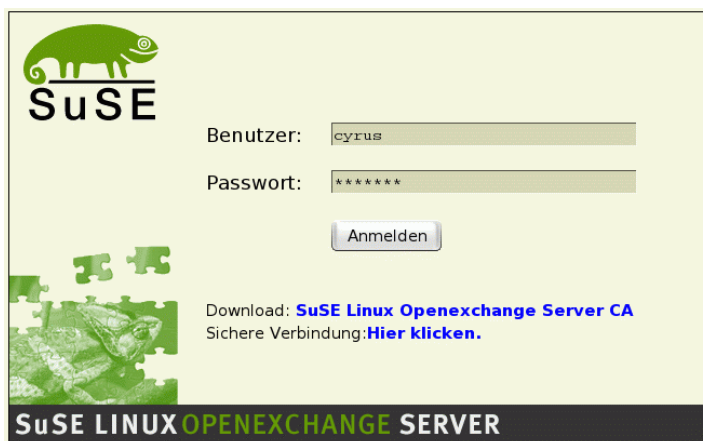 SuSE
Benutzer: cyrus
Passwort: *******
Anmelden
Download: SuSE Linux Openexchange Server CA
Sichere Verbindung:Hier klicken.
SuSE LINUX OPENEXCHANGE SERVER